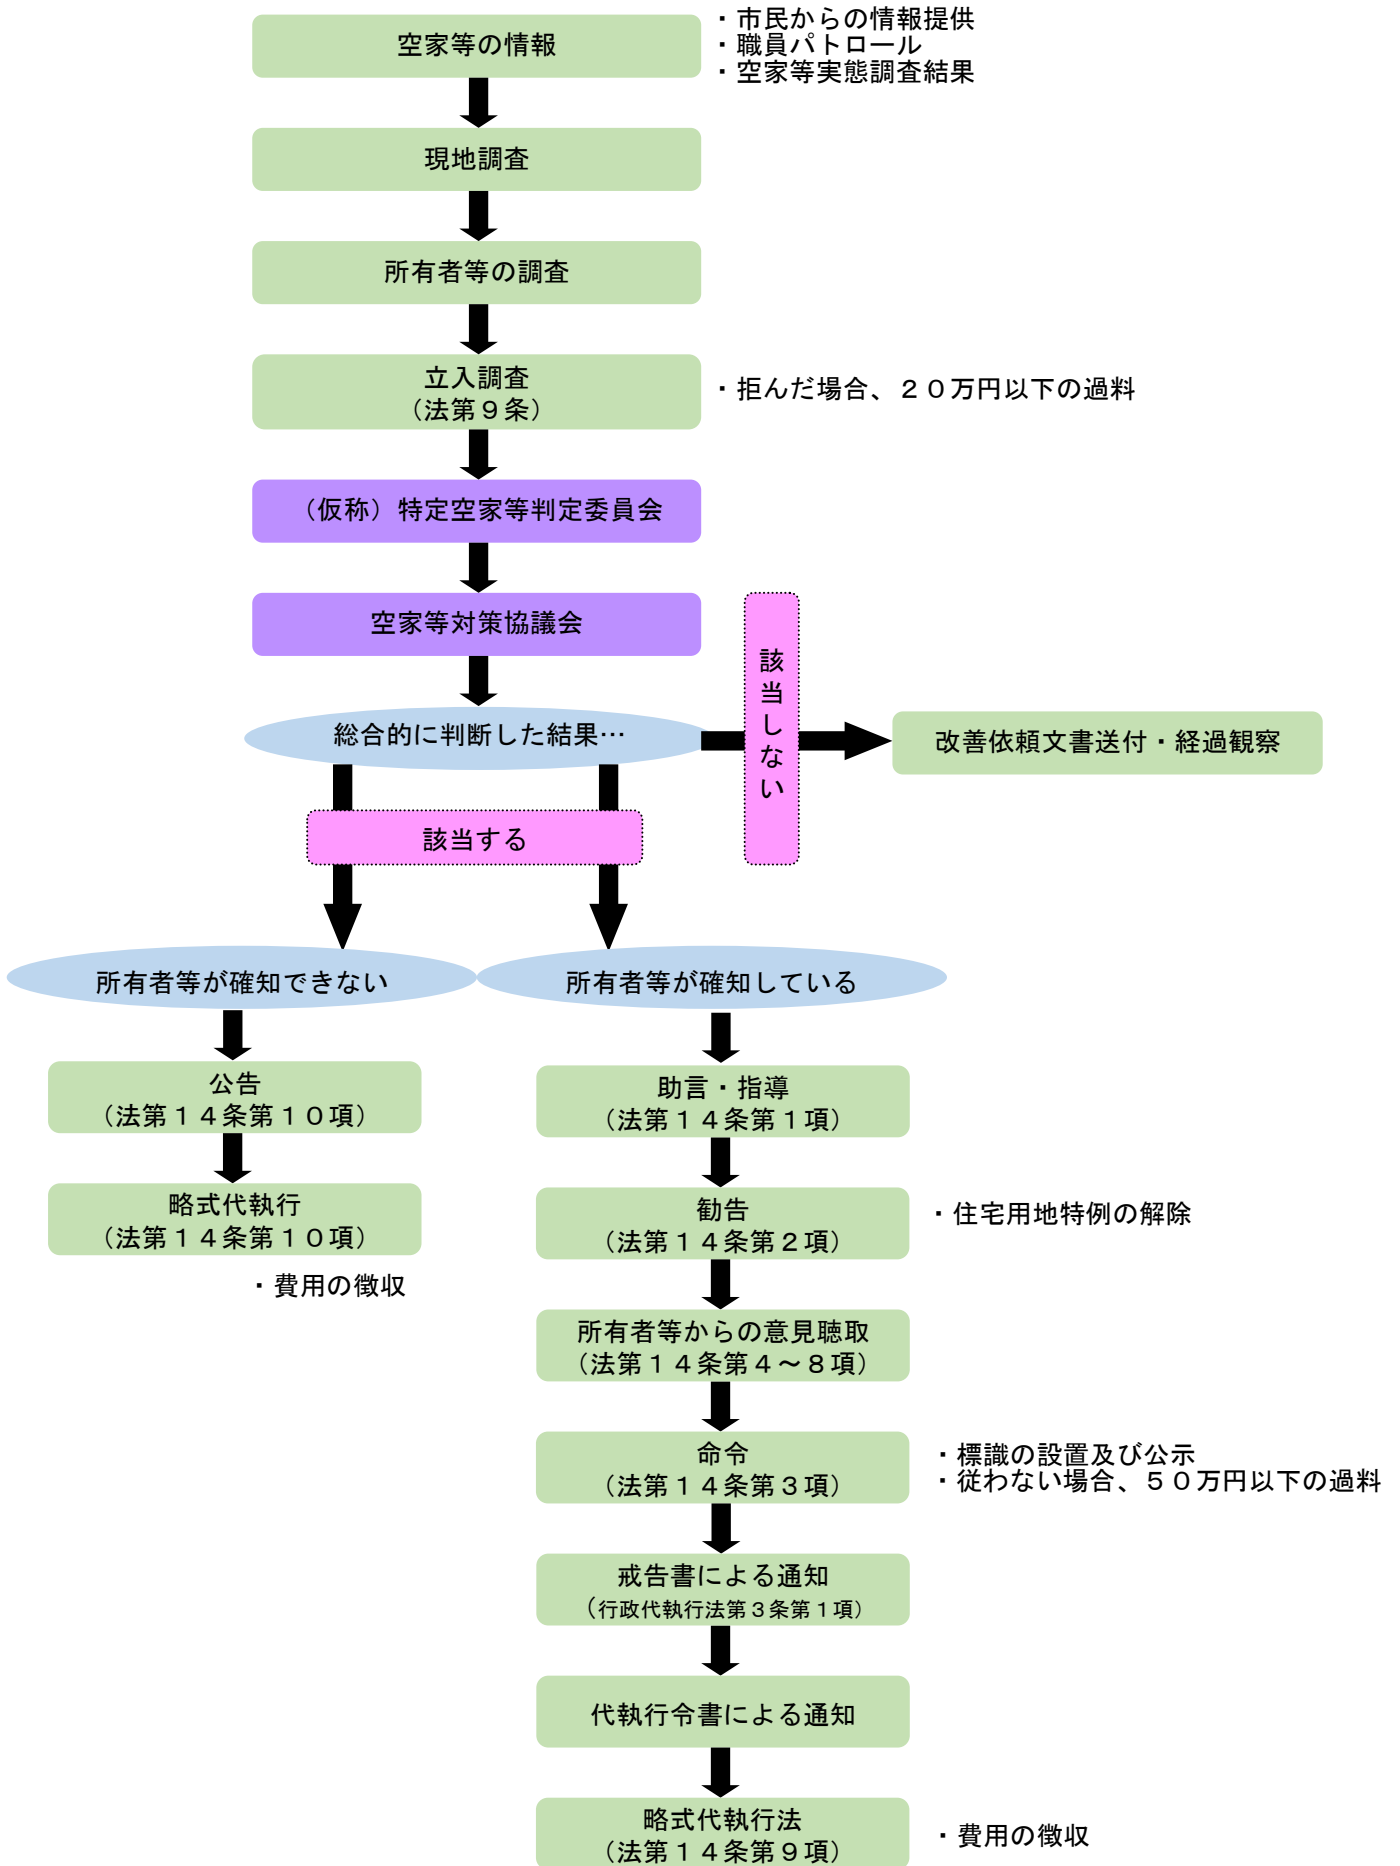 空家等の情報
・市民からの情報提供
・職員パトロール
・空家等実態調査結果
現地調査
所有者等の調査
立入調査
（法第９条）
・拒んだ場合、２０万円以下の過料
（仮称）特定空家等判定委員会
空家等対策協議会
総合的に判断した結果…
該当しない
改善依頼文書送付・経過観察
該当する
所有者等が確知できない
所有者等が確知している
公告
（法第１４条第１０項）
略式代執行
（法第１４条第１０項）
・費用の徴収
助言・指導
（法第１４条第１項）
勧告
（法第１４条第２項）
・住宅用地特例の解除
所有者等からの意見聴取
（法第１４条第４～８項）
命令
（法第１４条第３項）
・標識の設置及び公示
・従わない場合、５０万円以下の過料
戒告書による通知
（行政代執行法第３条第１項）
代執行令書による通知
略式代執行法
（法第１４条第９項）
・費用の徴収